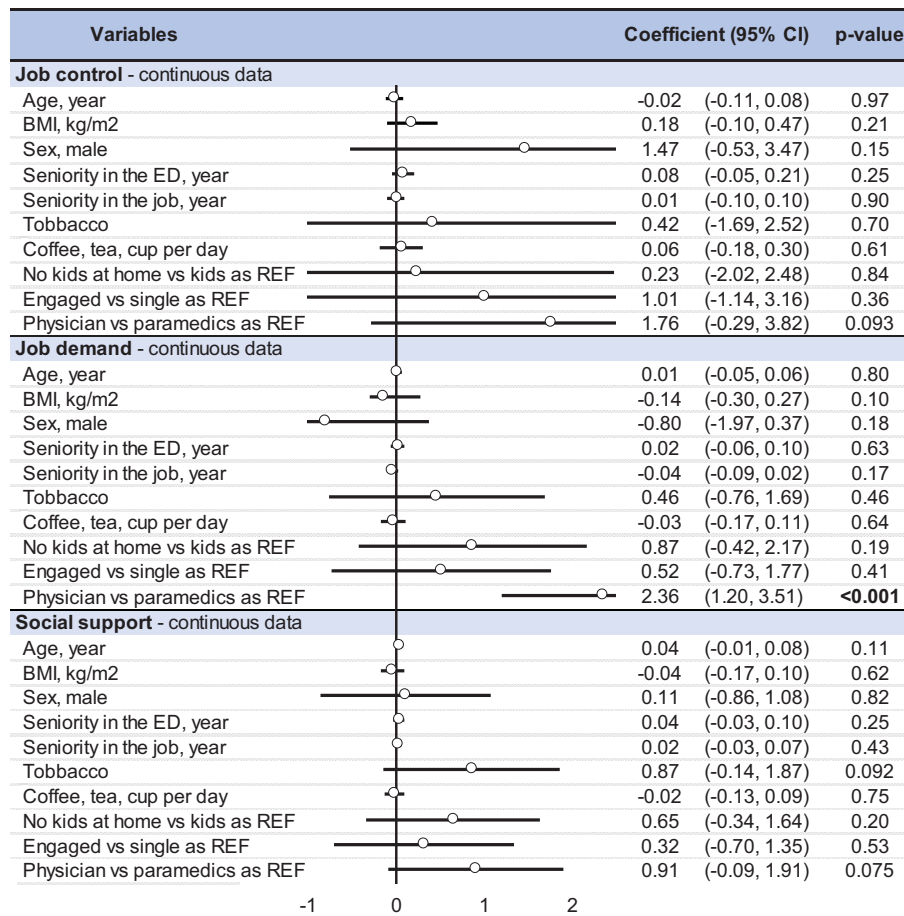 Variables Coefficient (95% CI) p-value
Job control - continuous data
Age, year -0.02 (-0.11, 0.08) 0.97
BMI, kg/m2 0.18 (-0.10, 0.47) 0.21
Sex, male 1.47 (-0.53, 3.47) 0.15
Seniority in the ED, year 0.08 (-0.05, 0.21) 0.25
Seniority in the job, year 0.01 (-0.10, 0.10) 0.90
Tobbacco 0.42 (-1.69, 2.52) 0.70
Coffee, tea, cup per day 0.06 (-0.18, 0.30) 0.61
No kids at home vs kids as REF 0.23 (-2.02, 2.48) 0.84
Engaged vs single as REF 1.01 (-1.14, 3.16) 0.36
Physician vs paramedics as REF 1.76 (-0.29, 3.82) 0.093
Job demand - continuous data
Age, year 0.01 (-0.05, 0.06) 0.80
BMI, kg/m2 -0.14 (-0.30, 0.27) 0.10
Sex, male -0.80 (-1.97, 0.37) 0.18
Seniority in the ED, year 0.02 (-0.06, 0.10) 0.63
Seniority in the job, year -0.04 (-0.09, 0.02) 0.17
Tobbacco 0.46 (-0.76, 1.69) 0.46
Coffee, tea, cup per day -0.03 (-0.17, 0.11) 0.64
No kids at home vs kids as REF 0.87 (-0.42, 2.17) 0.19
Engaged vs single as REF 0.52 (-0.73, 1.77) 0.41
Physician vs paramedics as REF 2.36 (1.20, 3.51) <0.001
Social support - continuous data
Age, year 0.04 (-0.01, 0.08) 0.11
BMI, kg/m2 -0.04 (-0.17, 0.10) 0.62
Sex, male 0.11 (-0.86, 1.08) 0.82
Seniority in the ED, year 0.04 (-0.03, 0.10) 0.25
Seniority in the job, year 0.02 (-0.03, 0.07) 0.43
Tobbacco 0.87 (-0.14, 1.87) 0.092
Coffee, tea, cup per day -0.02 (-0.13, 0.09) 0.75
No kids at home vs kids as REF 0.65 (-0.34, 1.64) 0.20
Engaged vs single as REF 0.32 (-0.70, 1.35) 0.53
Physician vs paramedics as REF 0.91 (-0.09, 1.91) 0.075
-1 0 1 2